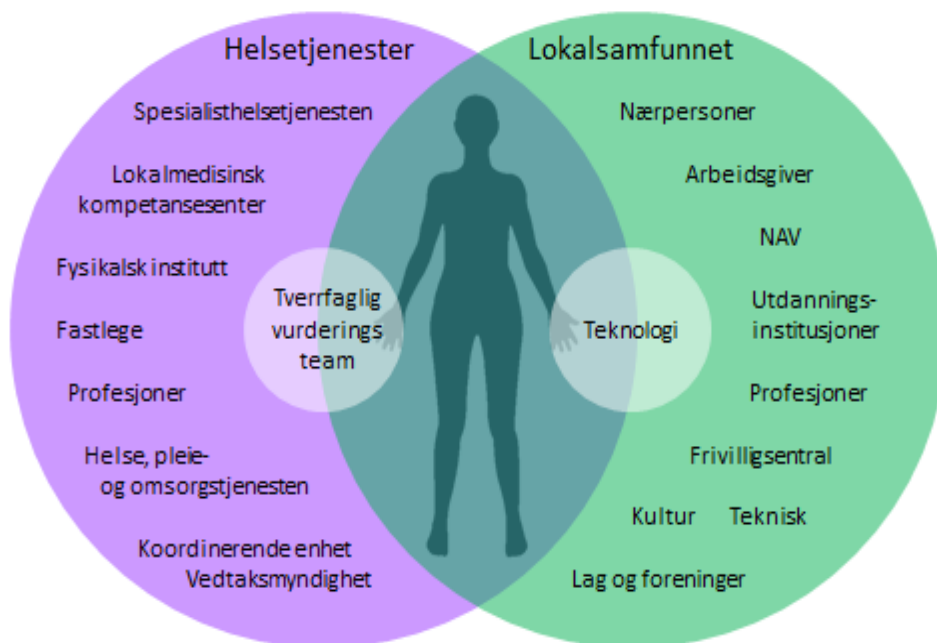 Helsetjenester
Spesialisthelsetjenesten
Lokalmedisinsk
kompetansesenter
Fysikalsk institutt
Fastlege
Profesjoner
Helse, pleie-
og omsorgstjenesten
Koordinerende enhet
Vedtaksmyndighet
Tverrfaglig
vurderings
team
Lokalsamfunnet
Nærpersoner
Arbeidsgiver
NAV
Utdannings-
institusjoner
Profesjoner
Frivilligsentral
Kultur Teknisk
Lag og foreninger
Teknologi